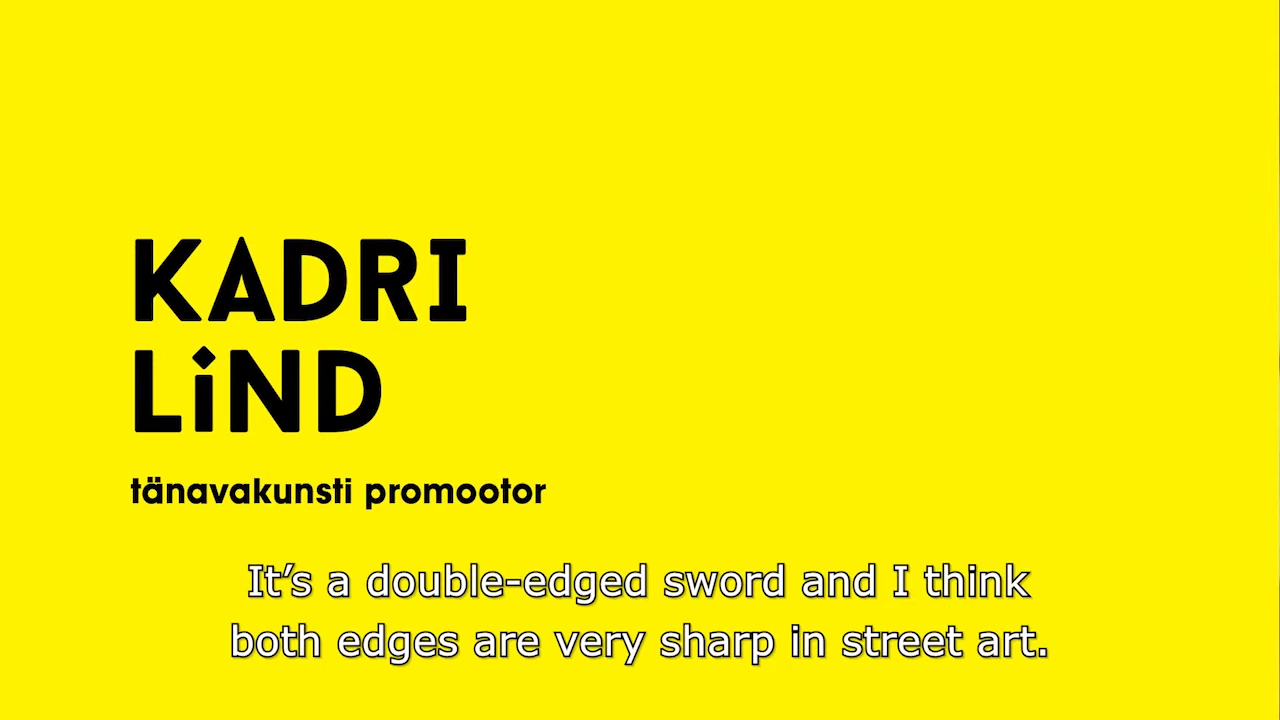 KADRI
LiND
tänavakunsti promootor
It’s a double-edged sword and I think
both edges are very sharp in street art.